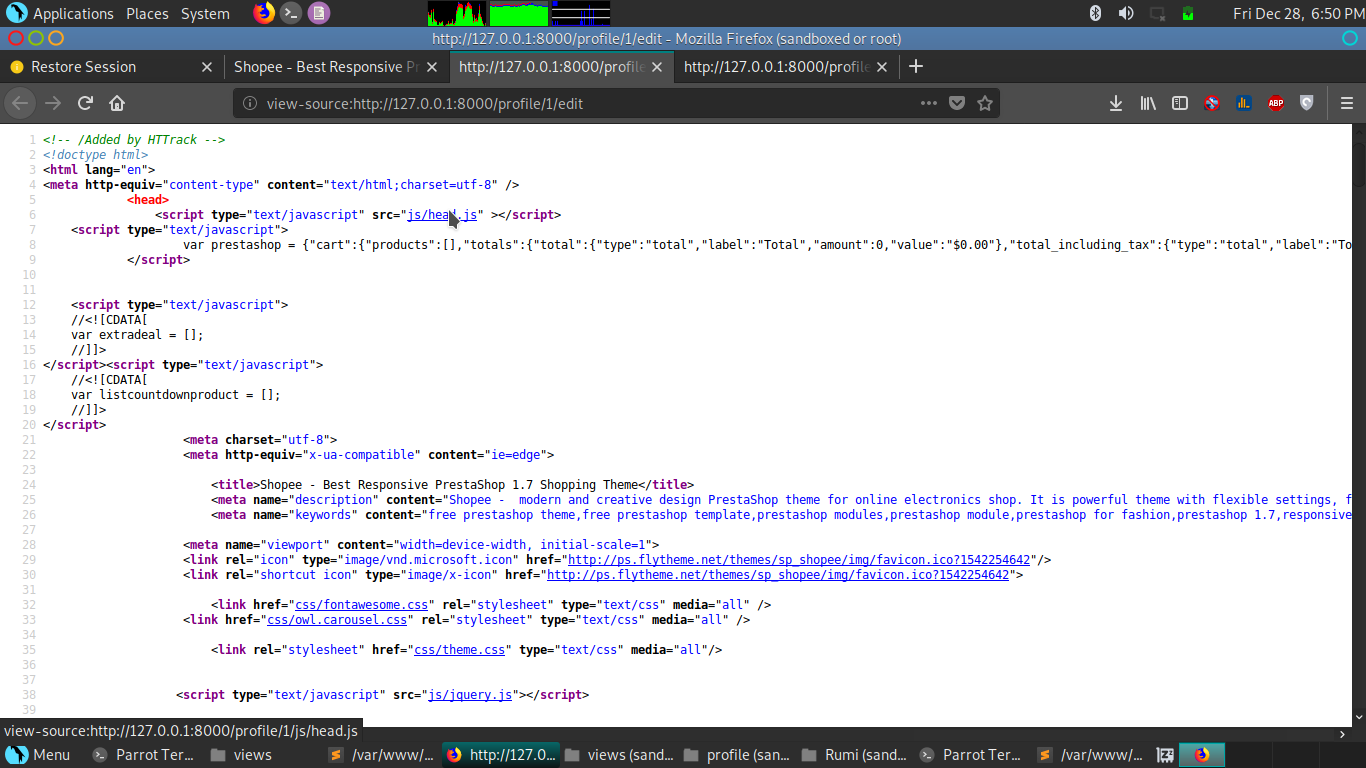 Applications Places System Fri Dec 28, 6:50 PM
http://127.0.0.1:8000/profile/1/edit - Mozilla Firefox (sandboxed or root)
Restore Session Shopee - Best Responsive Pr http://127.0.0.1:8000/profile http://127.0.0.1:8000/profile
view-source:http://127.0.0.1:8000/profile/1/edit ABP
1 <!-- /Added by HTTrack -->
2 <!doctype html>
3 <html lang="en">
4 <meta http-equiv="content-type" content="text/html;charset=utf-8" />
5 <head>
6 <script type="text/javascript" src="js/head.js" ></script>
7 <script type="text/javascript">
8 var prestashop = {"cart":{"products":[],"totals":{"total":{"type":"total","label":"Total","amount":0,"value":"$0.00"},"total_including_tax":{"type":"total","label":"To
9 </script>
10
11
12 <script type="text/javascript">
13 //<![CDATA[
14 var extradeal = [];
15 //]]>
16 </script><script type="text/javascript">
17 //<![CDATA[
18 var listcountdownproduct = [];
19 //]]>
20 </script>
21 <meta charset="utf-8">
22 <meta http-equiv="x-ua-compatible" content="ie=edge">
23
24 <title>Shopee - Best Responsive PrestaShop 1.7 Shopping Theme</title>
25 <meta name="description" content="Shopee -  modern and creative design PrestaShop theme for online electronics shop. It is powerful theme with flexible settings, f
26 <meta name="keywords" content="free prestashop theme,free prestashop template,prestashop modules,prestashop module,prestashop for fashion,prestashop 1.7,responsive
27
28 <meta name="viewport" content="width=device-width, initial-scale=1">
29 <link rel="icon" type="image/vnd.microsoft.icon" href="http://ps.flytheme.net/themes/sp_shopee/img/favicon.ico?1542254642"/>
30 <link rel="shortcut icon" type="image/x-icon" href="http://ps.flytheme.net/themes/sp_shopee/img/favicon.ico?1542254642">
31
32 <link href="css/fontawesome.css" rel="stylesheet" type="text/css" media="all" />
33 <link href="css/owl.carousel.css" rel="stylesheet" type="text/css" media="all" />
34
35 <link rel="stylesheet" href="css/theme.css" type="text/css" media="all"/>
36
37
38 <script type="text/javascript" src="js/jquery.js"></script>
39
view-source:http://127.0.0.1:8000/profile/1/js/head.js
Menu Parrot Ter... views /var/www/... http://127.0... views (sand... profile (san... Rumi (sand... Parrot Ter... /var/www/...